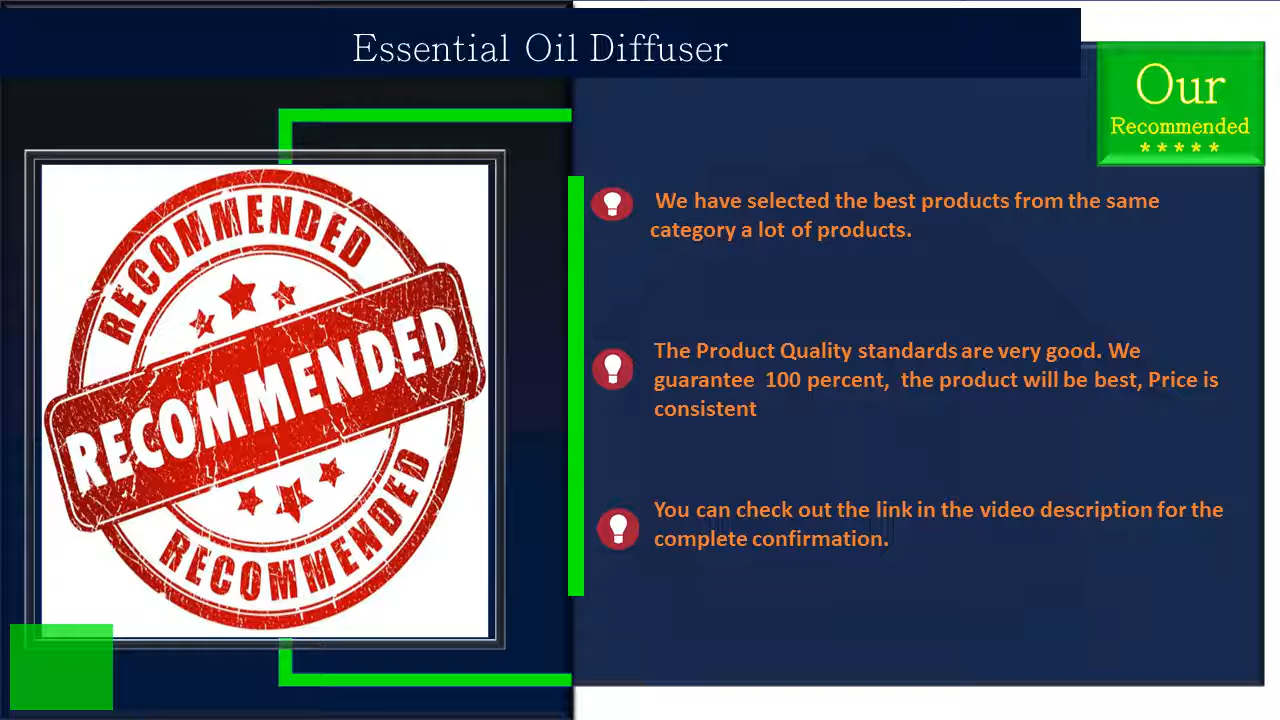 Essential Oil Diffuser
Our
Recommended
* * * * *
RECOMMENDED
RECOMMENDED
RECOMMENDED
We have selected the best products from the same
category a lot of products.
The Product Quality standards are very good. We
guarantee 100 percent, the product will be best, Price is
consistent
You can check out the link in the video description for the
complete confirmation.